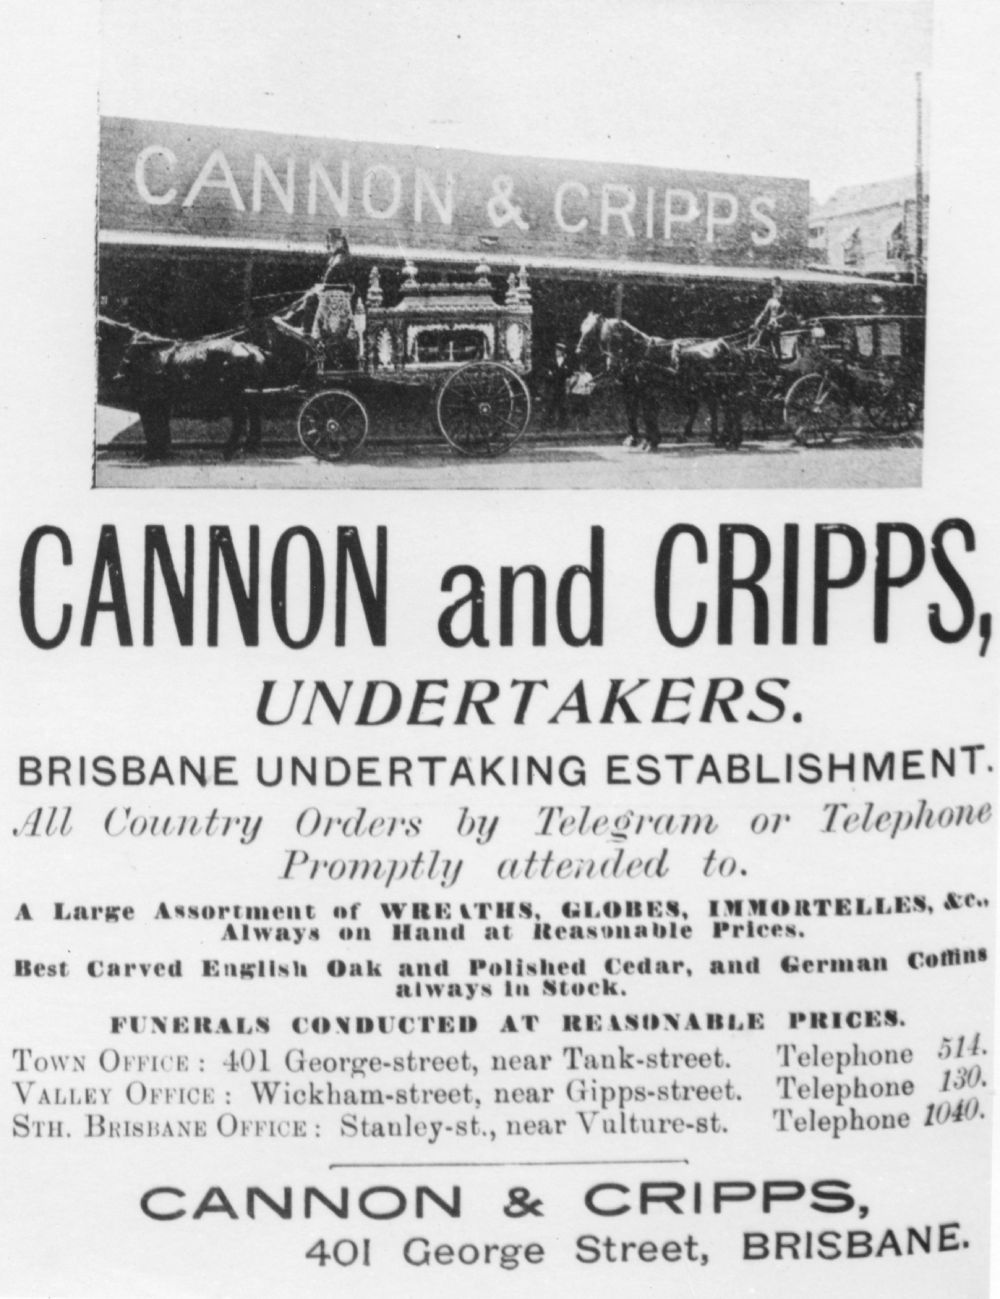 CANNON & CRIPPS
CANNON and CRIPPS,
UNDERTAKERS.
BRISBANE UNDERTAKING ESTABLISHMENT.
All Country Orders by Telegram or Telephone
Promptly attended to.
A Large Assortment of WREATHS, GLOBES, IMMORTELLES, &c.,
Always on Hand at Reasonable Prices.
Best Carved English Oak and Polished Cedar, and German Coffins
always in Stock.
FUNERALS CONDUCTED AT REASONABLE PRICES.
TOWN OFFICE : 401 George-street, near Tank-street. Telephone 514.
VALLEY OFFICE : Wickham-street, near Gipps-street. Telephone 130.
STH. BRISBANE OFFICE : Stanley-st., near Vulture-st. Telephone 1040.
CANNON & CRIPPS,
401 George Street, BRISBANE.